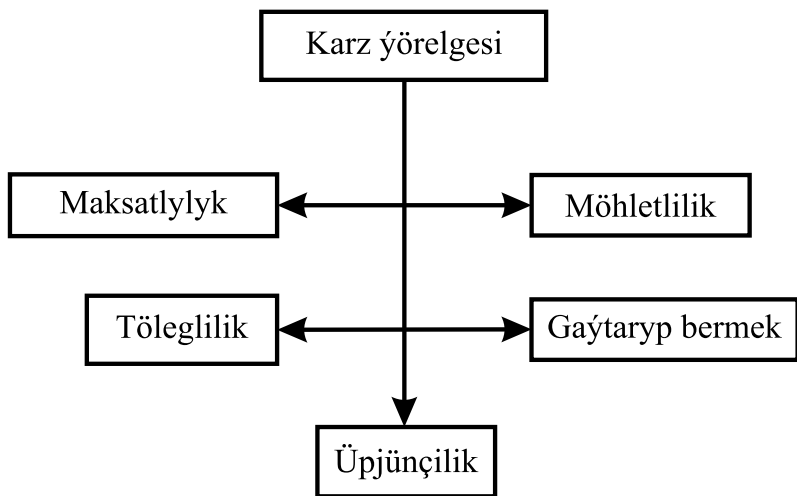 Karz ýörelgesi
Maksatlylyk
Möhletlilik
Töleglilik
Gaýtaryp bermek
Üpjünçilik